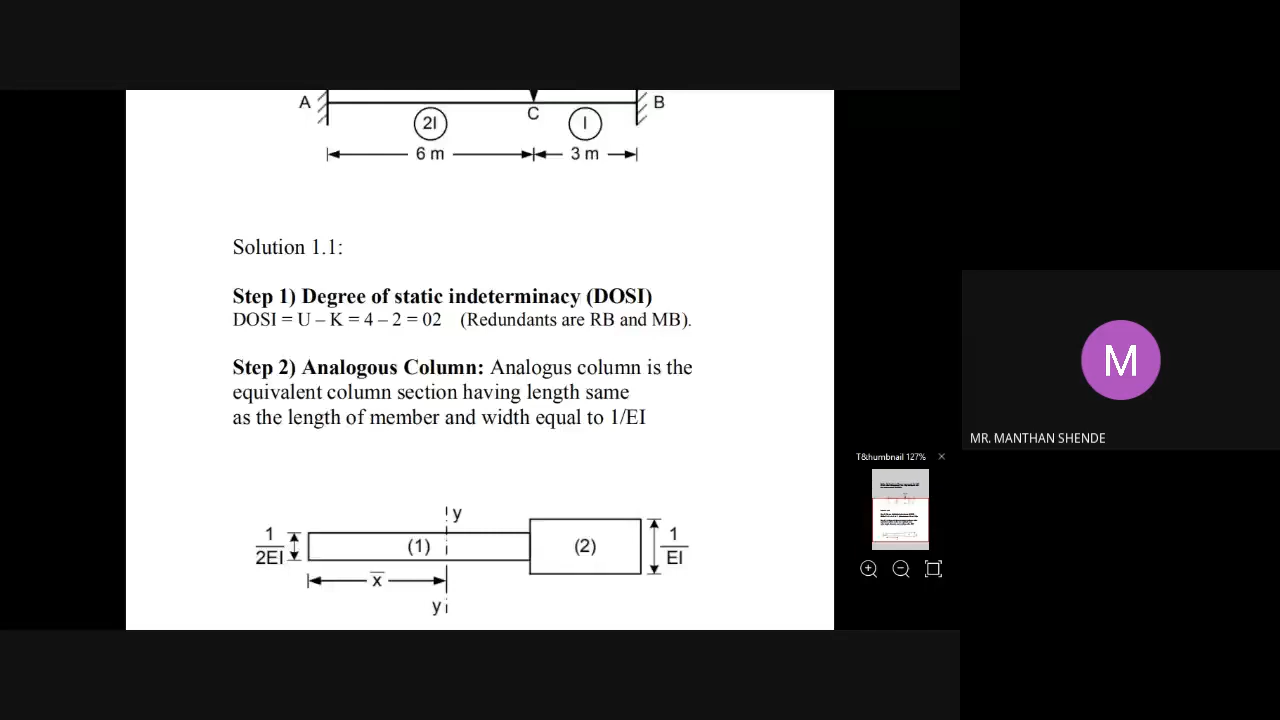 A
2I
C
I
B
6 m
3 m
Solution 1.1:
Step 1) Degree of static indeterminacy (DOSI)
DOSI = U – K = 4 – 2 = 02 (Redundants are RB and MB).
Step 2) Analogous Column: Analogus column is the
equivalent column section having length same
as the length of member and width equal to 1/EI
y
1
2EI
(1)
(2)
1
EI
x̅
y
M
MR. MANTHAN SHENDE
T&thumbnail 127%